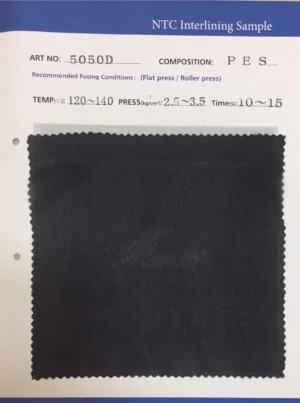 NTC Interlining Sample
ART NO: 5050D COMPOSITION: PES
Recommended Fusing Conditions: (Flat press / Roller press)
TEMP(℃): 120~140 PRESS(kg/cm²): 2.5~3.5 Time(s): 10~15